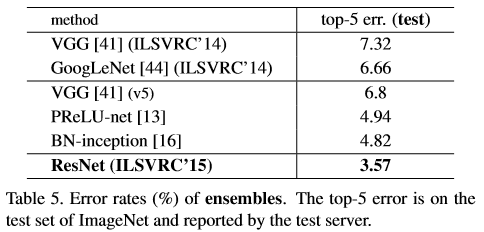 method top-5 err. (test)
VGG [41] (ILSVRC'14) 7.32
GoogLeNet [44] (ILSVRC'14) 6.66
VGG [41] (v5) 6.8
PReLU-net [13] 4.94
BN-inception [16] 4.82
ResNet (ILSVRC'15) 3.57
Table 5. Error rates (%) of ensembles. The top-5 error is on the
test set of ImageNet and reported by the test server.